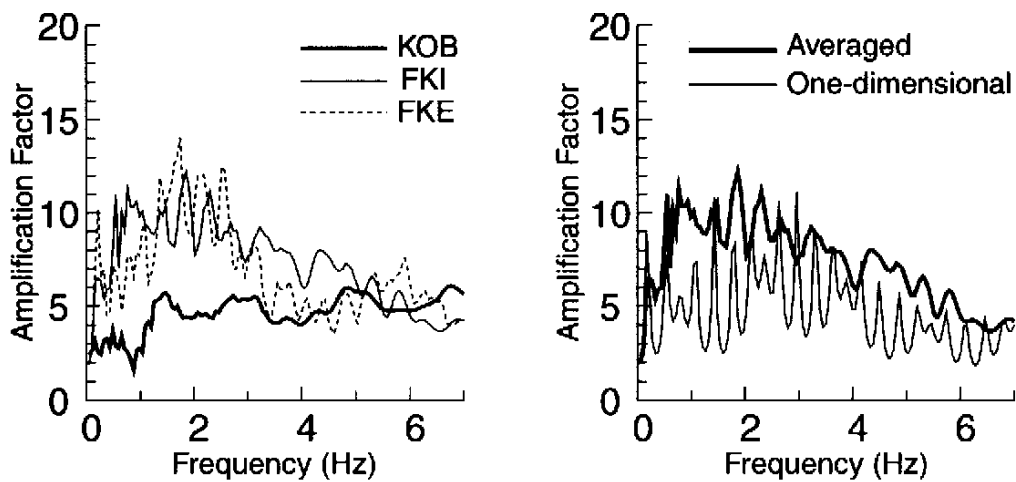 20
15
10
5
0
Amplification Factor
KOB
FKI
FKE
0 2 4 6
Frequency (Hz)
20
15
10
5
0
Amplification Factor
Averaged
One-dimensional
0 2 4 6
Frequency (Hz)